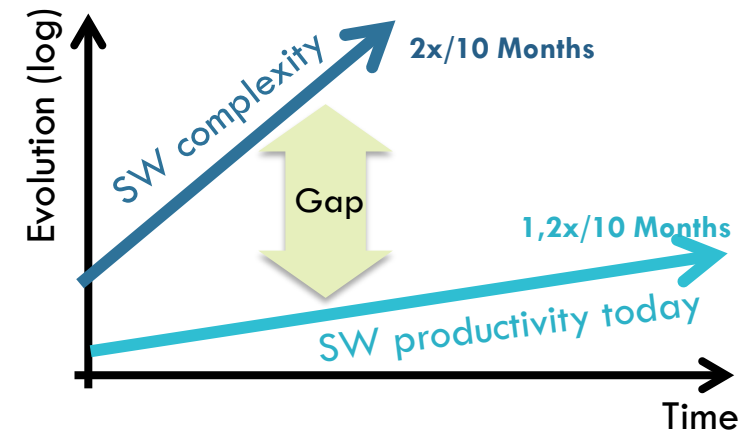 Evolution (log)
SW complexity
2x/10 Months
Gap
1,2x/10 Months
SW productivity today
Time